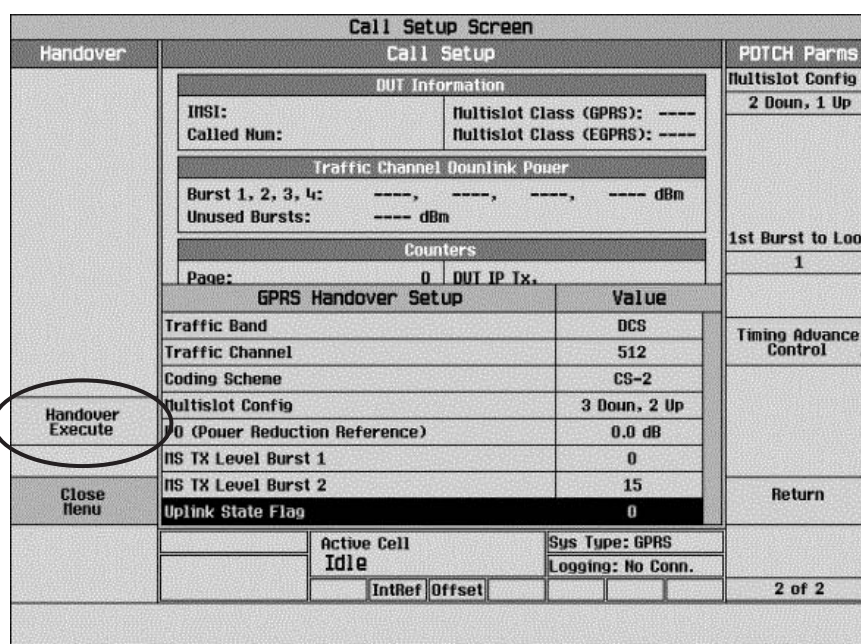 Call Setup Screen
Handover
Call Setup
PDTCH Parms
DUT Information
IMSI:
Called Num:
Multislot Class (GPRS): ----
Multislot Class (EGPRS): ----
Traffic Channel Downlink Power
Burst 1, 2, 3, 4: ----, ----, ----, ---- dBm
Unused Bursts: ---- dBm
Counters
Page: 0 DUT IP Tx,
GPRS Handover Setup Value
Traffic Band DCS
Traffic Channel 512
Coding Scheme CS-2
Multislot Config 3 Down, 2 Up
P0 (Power Reduction Reference) 0.0 dB
MS TX Level Burst 1 0
MS TX Level Burst 2 15
Uplink State Flag 0
Handover
Execute
Close
Menu
Active Cell
Idle
Sys Type: GPRS
Logging: No Conn.
IntRef Offset
Multislot Config
2 Down, 1 Up
1st Burst to Loo
1
Timing Advance
Control
Return
2 of 2